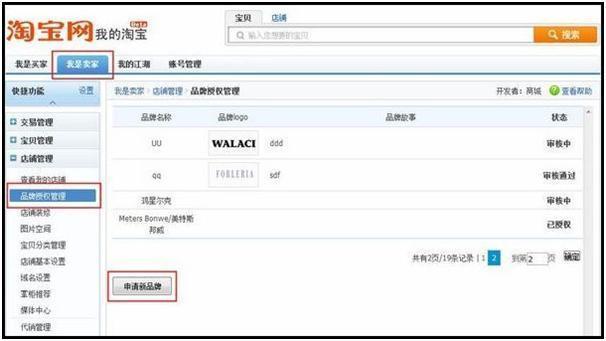 宝贝 店铺
淘宝网 Beta 我的淘宝
输入您想要的宝贝 搜索
我是买家 我是卖家 我的江湖 账号管理
快捷功能 设置
我是卖家 > 店铺管理 > 品牌授权管理 开发者：商城 查看帮助
交易管理
宝贝管理
店铺管理
查看我的店铺
品牌授权管理
店铺装修
图片空间
宝贝分类管理
店铺基本设置
域名设置
掌柜推荐
媒体中心
代销管理
品牌名称 品牌logo 品牌故事 状态
UU WALACI ddd 审核中
qq FORLERIA sdf 审核通过
玛星尔克 审核中
Meters Bonwe/美特斯
邦威 已授权
共有2页/19条记录 | 1 2 到第 2 页 确定
申请新品牌